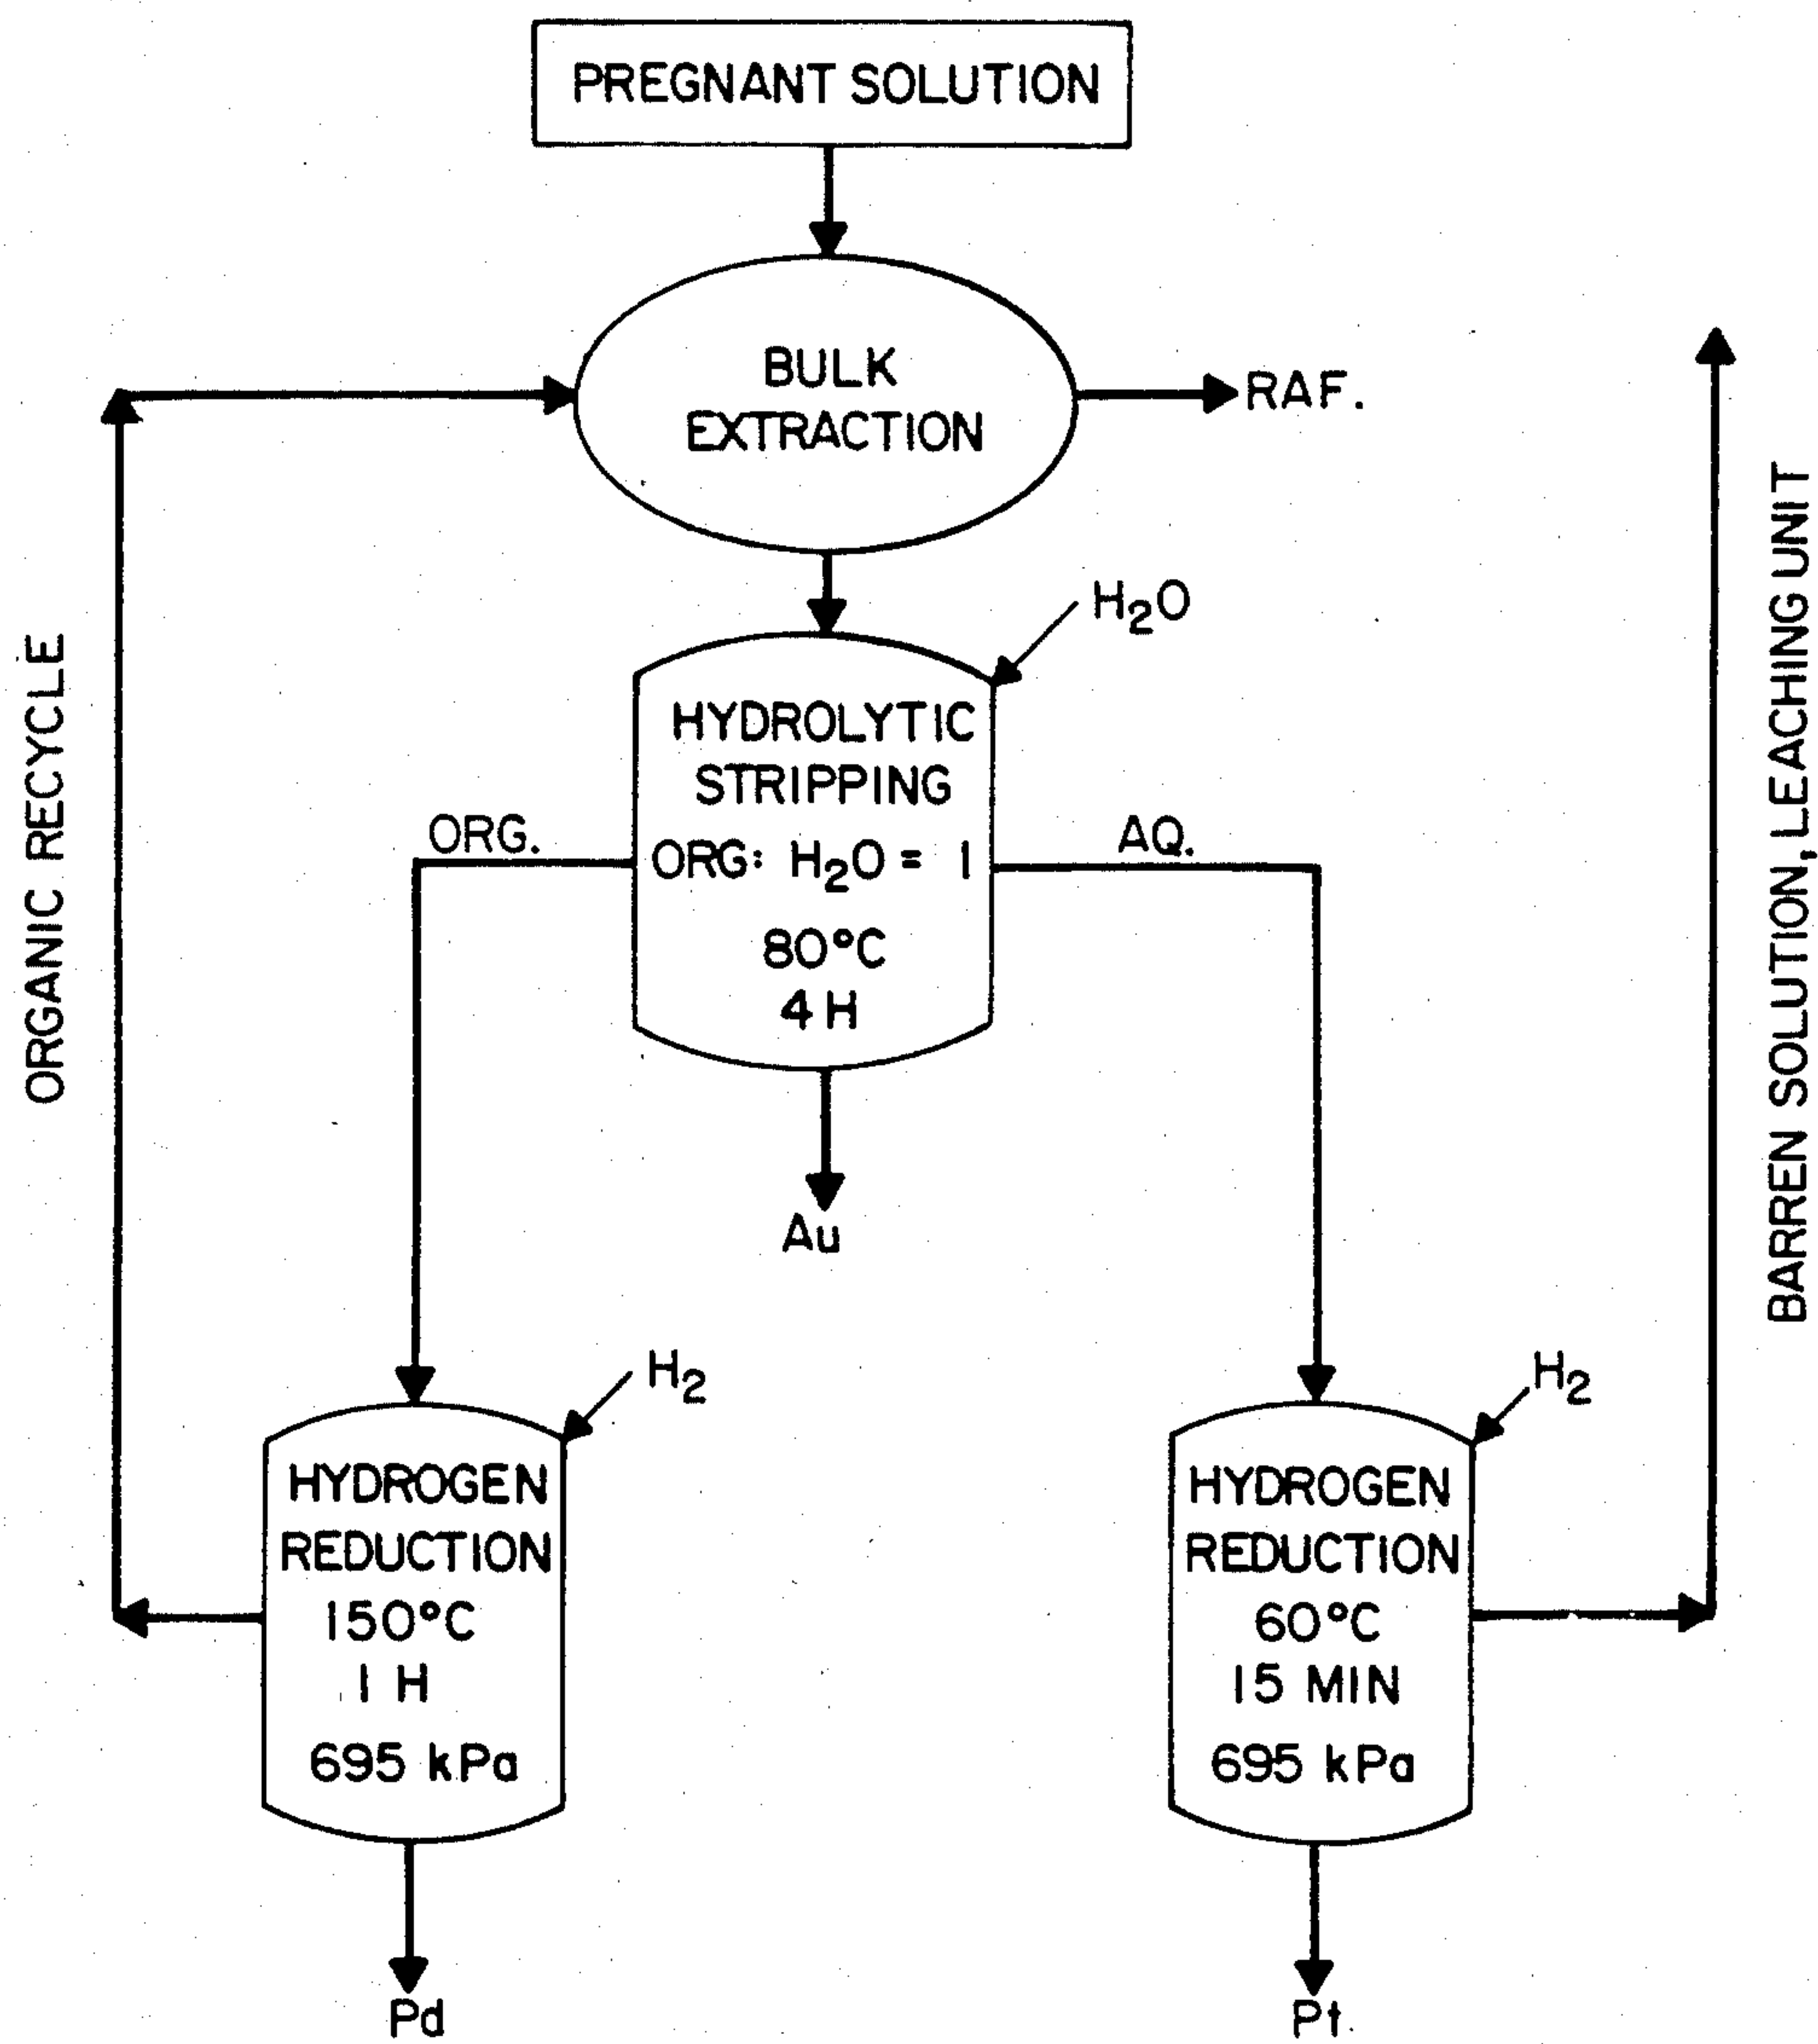 PREGNANT SOLUTION
BULK
EXTRACTION
RAF.
H₂O
HYDROLYTIC
STRIPPING
ORG: H₂O = 1
80°C
4 H
ORG.
AQ.
Au
ORGANIC RECYCLE
BARREN SOLUTION, LEACHING UNIT
H₂
HYDROGEN
REDUCTION
150°C
1 H
695 kPa
Pd
H₂
HYDROGEN
REDUCTION
60°C
15 MIN
695 kPa
Pt.